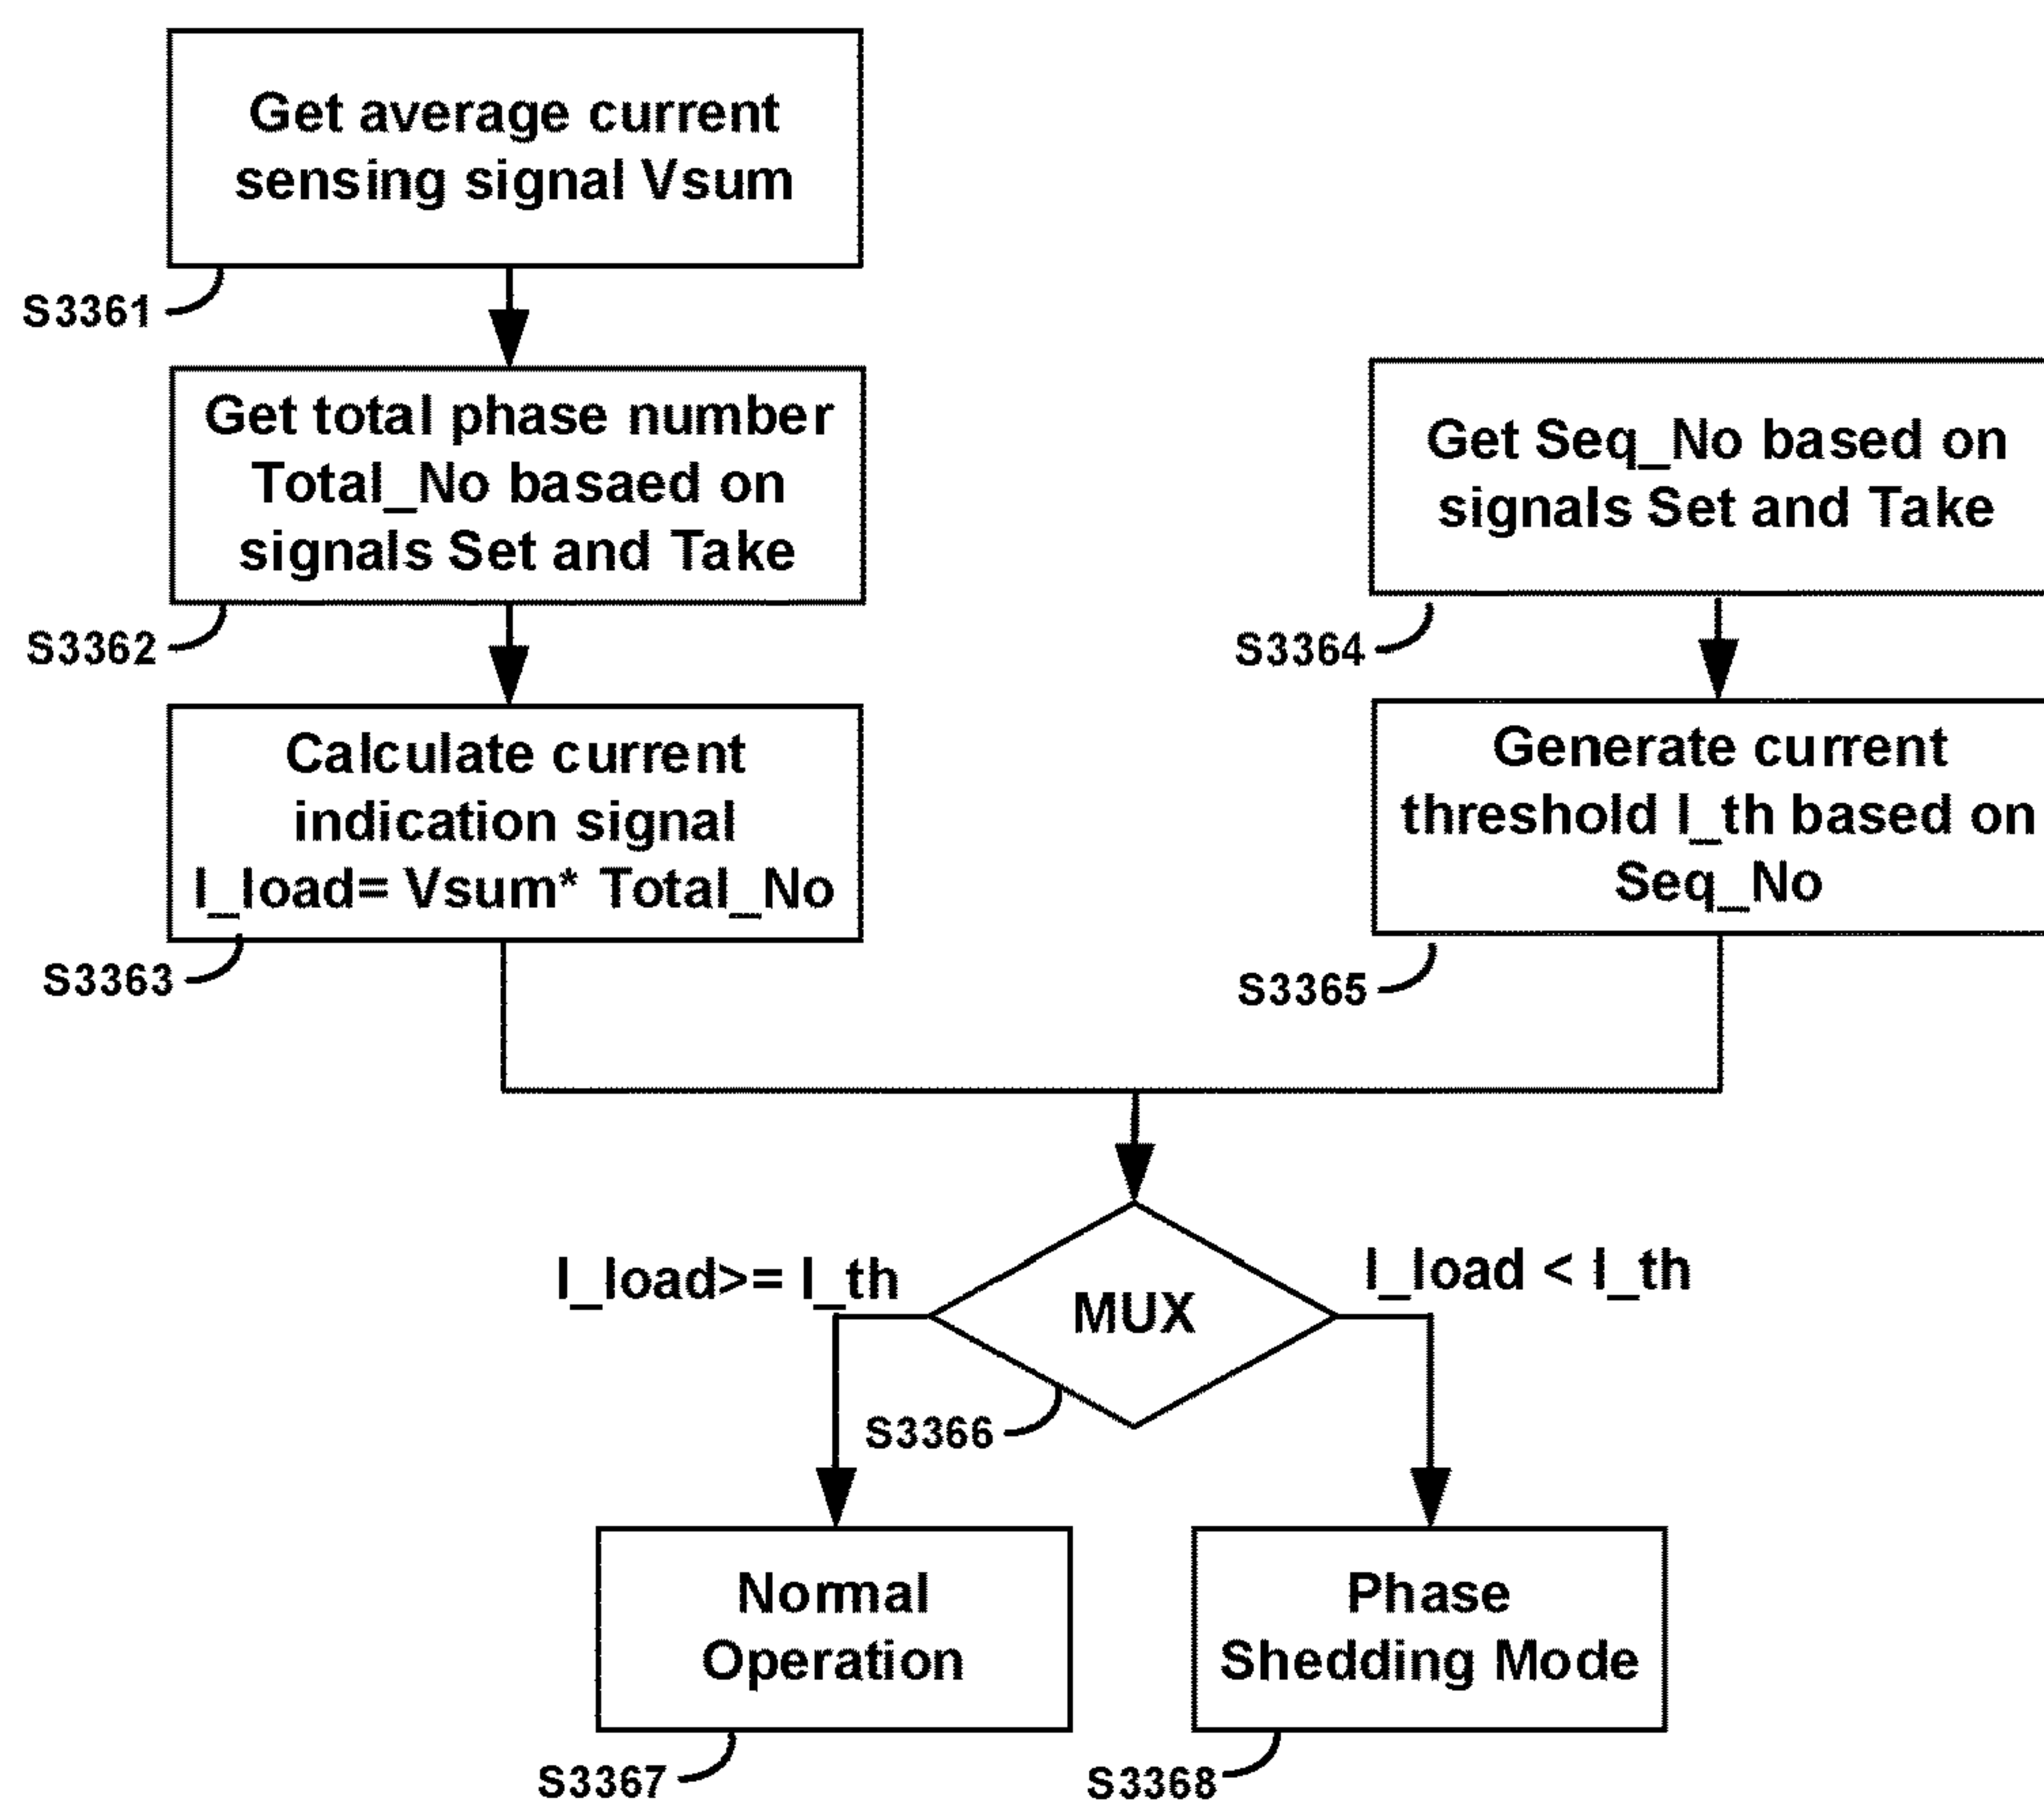 Get average current
sensing signal Vsum
S3361
Get total phase number
Total_No basaed on
signals Set and Take
S3362
Calculate current
indication signal
I_load= Vsum* Total_No
S3363
Get Seq_No based on
signals Set and Take
S3364
Generate current
threshold I_th based on
Seq_No
S3365
I_load>= I_th
MUX
I_load < I_th
S3366
Normal
Operation
S3367
Phase
Shedding Mode
S3368